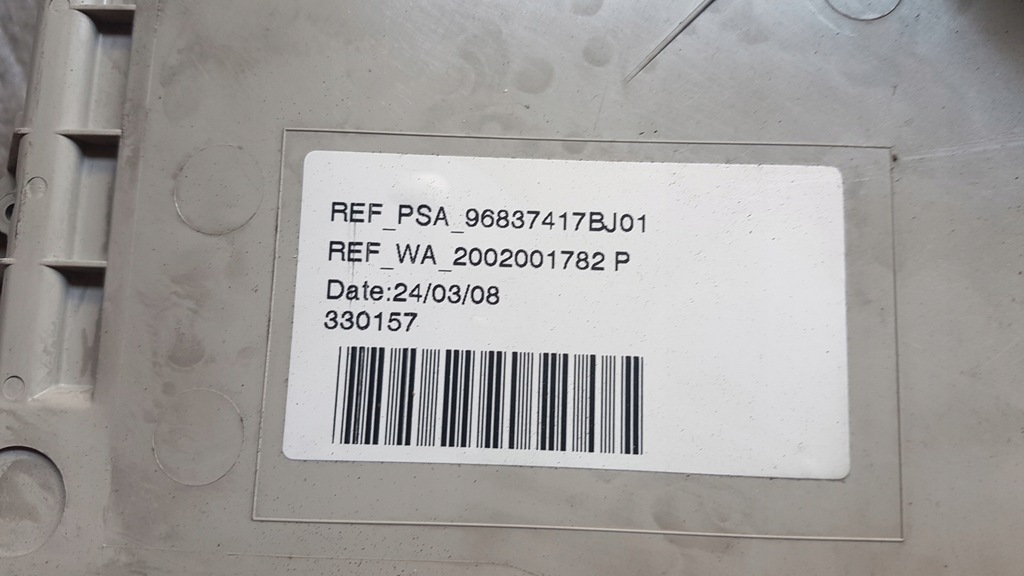 REF_PSA_96837417BJ01
REF_WA_2002001782 P
Date:24/03/08
330157